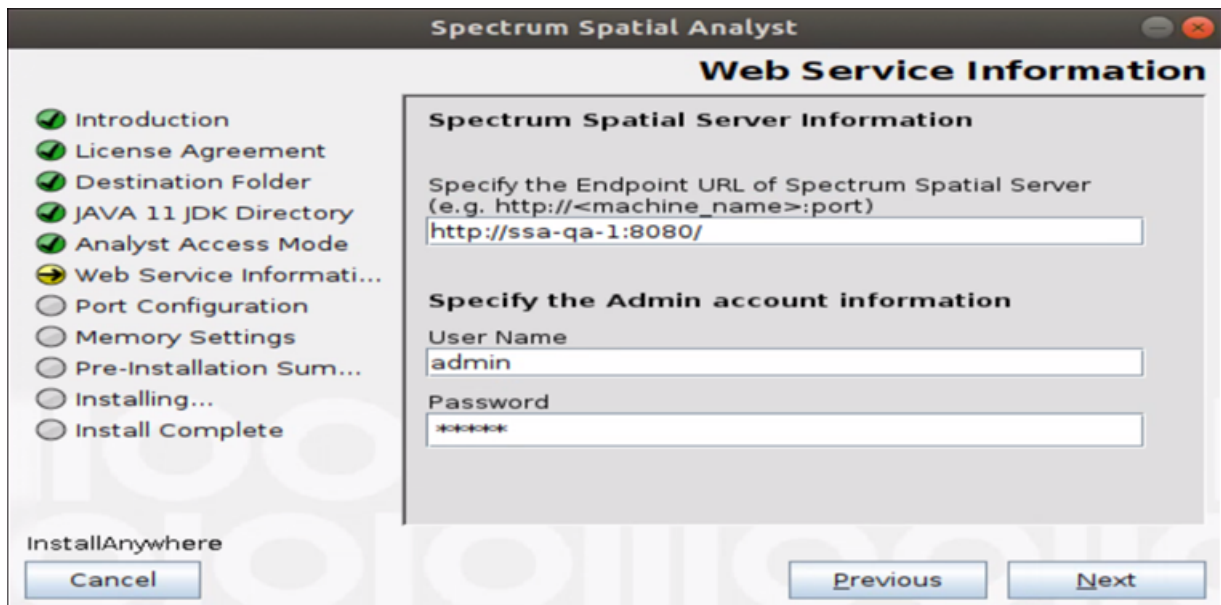 Spectrum Spatial Analyst
Web Service Information
Introduction
License Agreement
Destination Folder
JAVA 11 JDK Directory
Analyst Access Mode
Web Service Informati...
Port Configuration
Memory Settings
Pre-Installation Sum...
Installing...
Install Complete
Spectrum Spatial Server Information
Specify the Endpoint URL of Spectrum Spatial Server
(e.g. http://<machine_name>:port)
http://ssa-qa-1:8080/
Specify the Admin account information
User Name
admin
Password
*****
InstallAnywhere
Cancel
Previous
Next